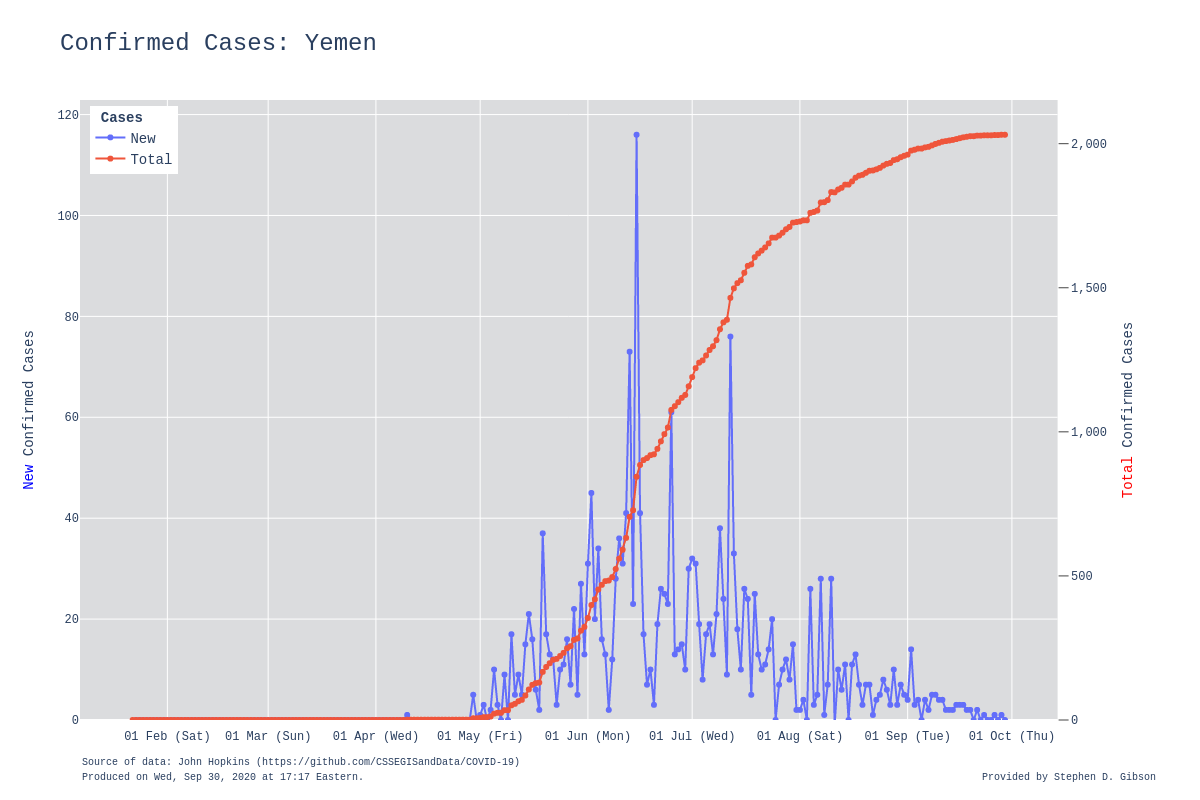 Confirmed Cases: Yemen
Cases
New
Total
120
100
80
60
40
20
0
2,000
1,500
1,000
500
0
New Confirmed Cases
Total Confirmed Cases
01 Feb (Sat) 01 Mar (Sun) 01 Apr (Wed) 01 May (Fri) 01 Jun (Mon) 01 Jul (Wed) 01 Aug (Sat) 01 Sep (Tue) 01 Oct (Thu)
Source of data: John Hopkins (https://github.com/CSSEGISandData/COVID-19)
Produced on Wed, Sep 30, 2020 at 17:17 Eastern.
Provided by Stephen D. Gibson